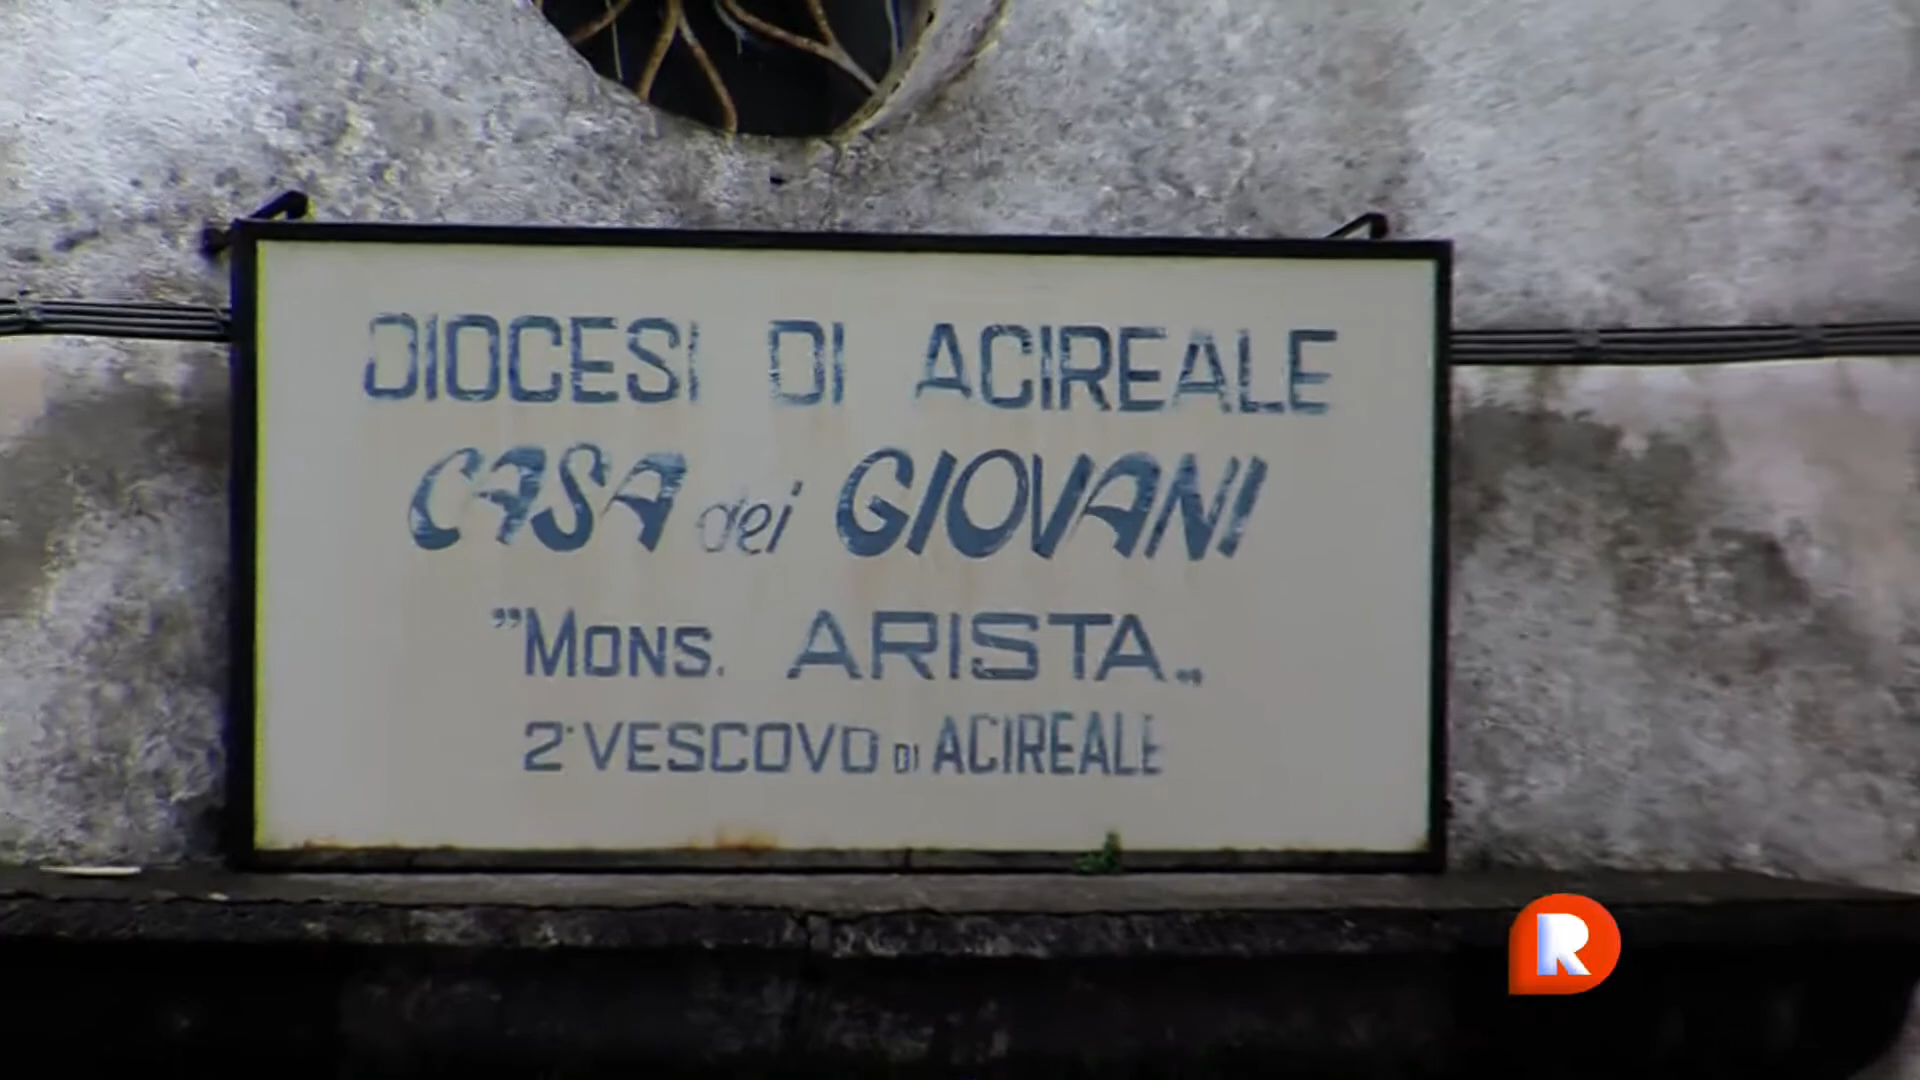 DIOCESI DI ACIREALE
CASA dei GIOVANI
"MONS. ARISTA„
2° VESCOVO DI ACIREALE
R